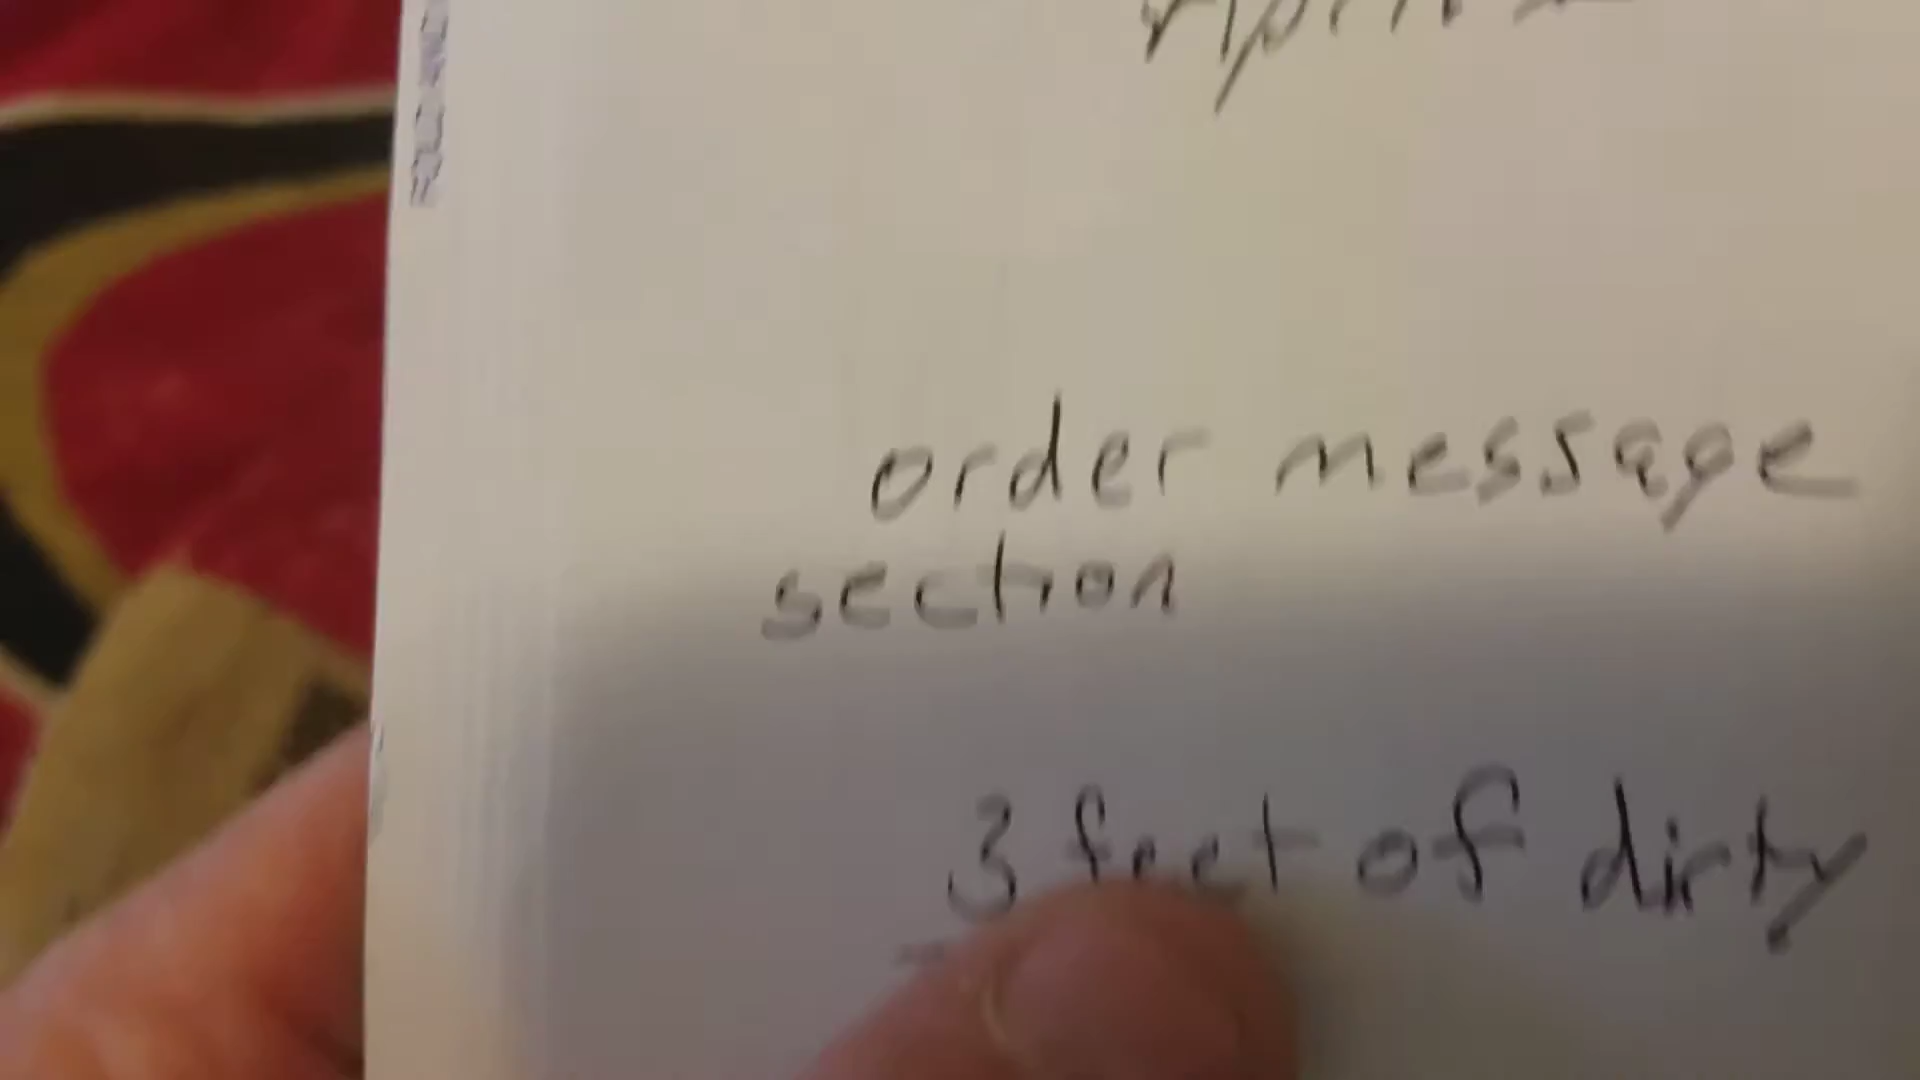 order message
section
3 feet of dirty